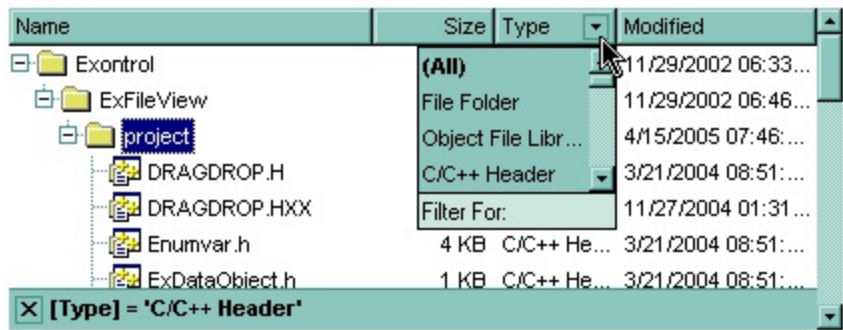 Name Size Type Modified
Exontrol (All) 11/29/2002 06:33...
ExFileView File Folder 11/29/2002 06:46...
project Object File Libr... 4/15/2005 07:46:...
DRAGDROP.H C/C++ Header 3/21/2004 08:51:...
DRAGDROP.HXX Filter For: 11/27/2004 01:31...
Enumvar.h 4 KB C/C++ He... 3/21/2004 08:51:...
ExDataObject.h 1 KB C/C++ He... 3/21/2004 08:51:...
[Type] = 'C/C++ Header'